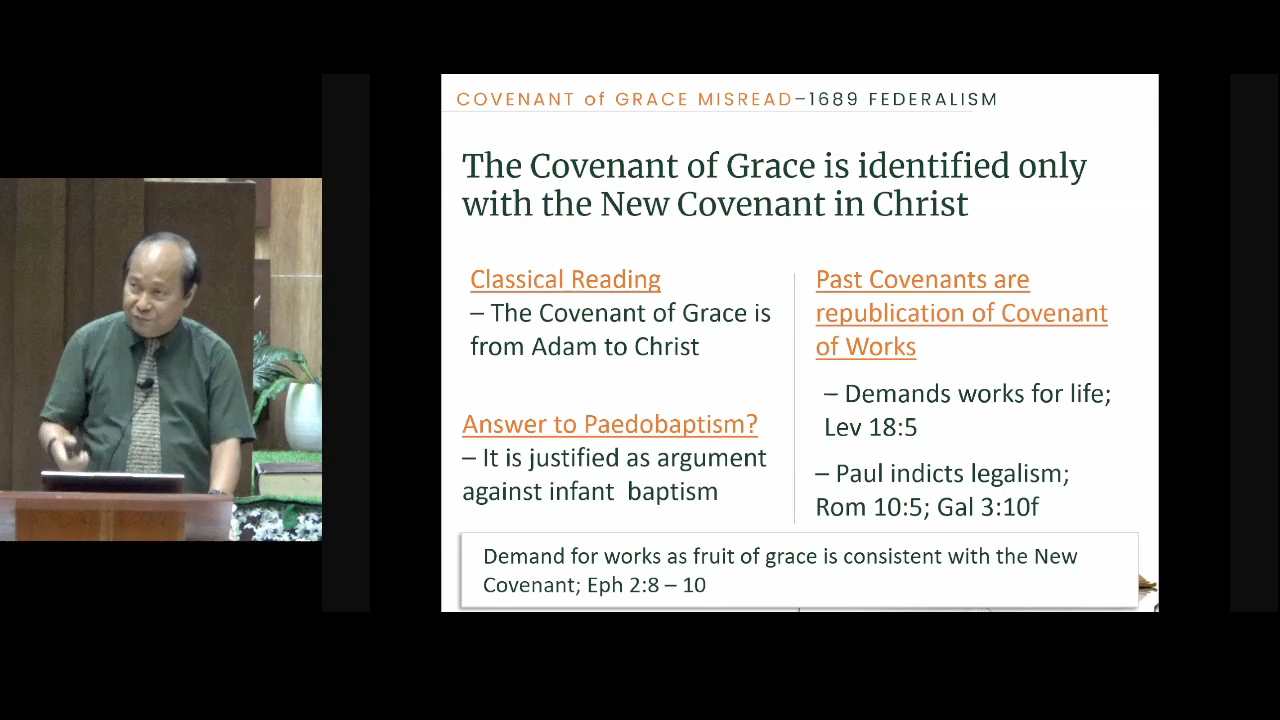 COVENANT of GRACE MISREAD–1689 FEDERALISM
The Covenant of Grace is identified only
with the New Covenant in Christ
Classical Reading
– The Covenant of Grace is
from Adam to Christ
Answer to Paedobaptism?
– It is justified as argument
against infant baptism
Past Covenants are
republication of Covenant
of Works
– Demands works for life;
Lev 18:5
– Paul indicts legalism;
Rom 10:5; Gal 3:10f
Demand for works as fruit of grace is consistent with the New
Covenant; Eph 2:8 – 10